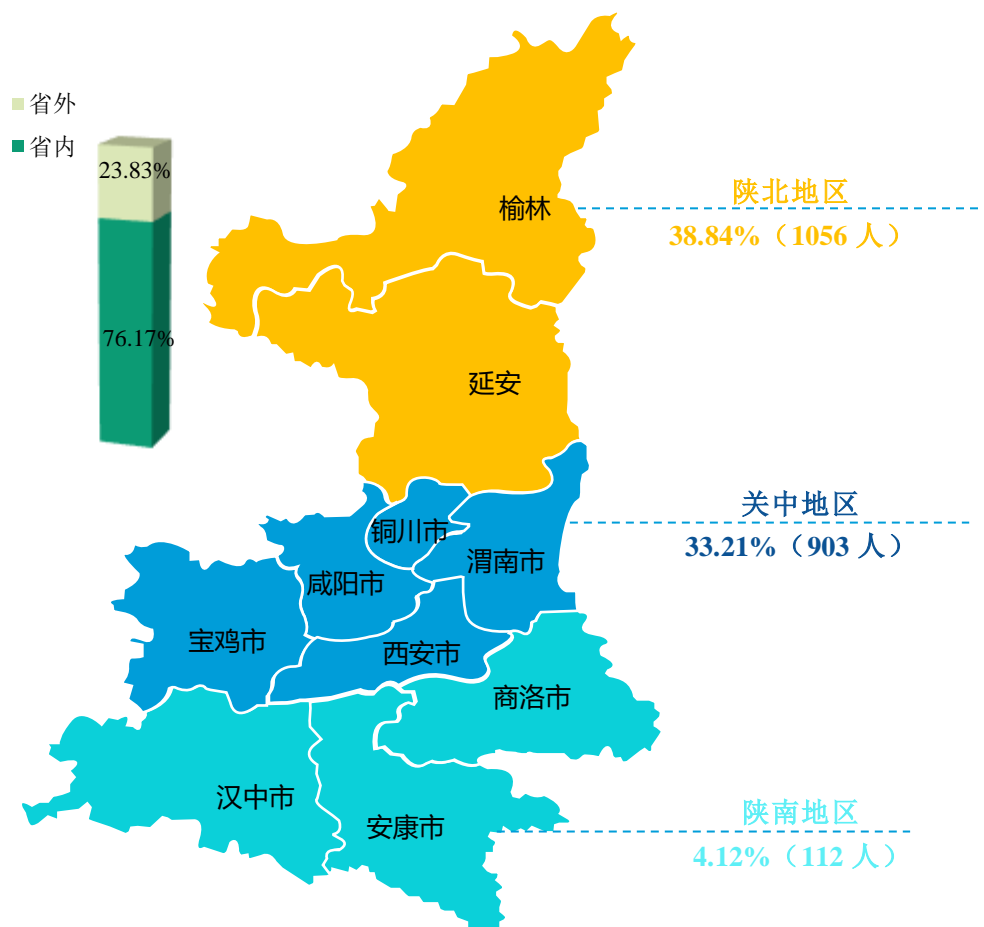 省外
省内
23.83%
76.17%
榆林
陕北地区
38.84%（1056 人）
延安
关中地区
33.21%（903 人）
铜川市
渭南市
咸阳市
宝鸡市
西安市
商洛市
汉中市
安康市
陕南地区
4.12%（112 人）